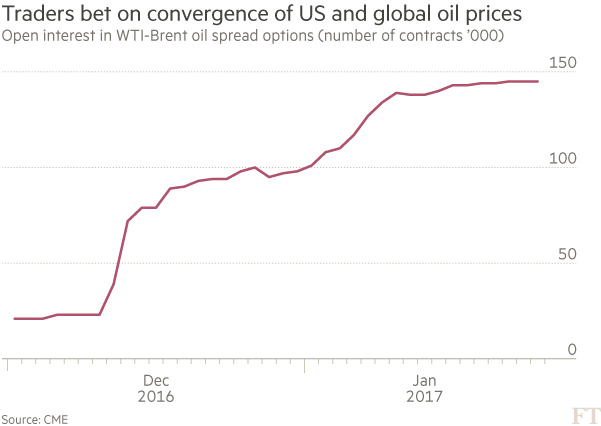 Traders bet on convergence of US and global oil prices
Open interest in WTI-Brent oil spread options (number of contracts ’000)
150
100
50
0
Dec
2016
Jan
2017
Source: CME
FT